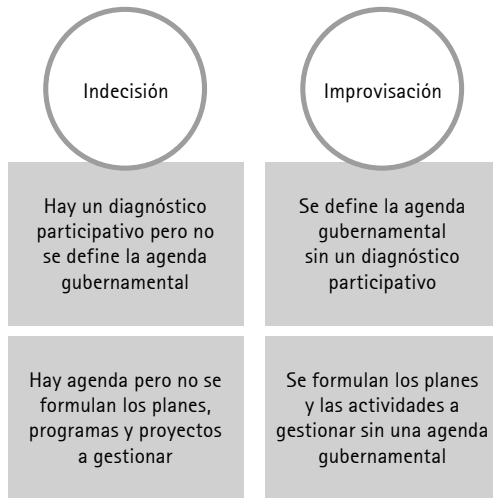 Indecisión
Improvisación
Hay un diagnóstico
participativo pero no
se define la agenda
gubernamental
Se define la agenda
gubernamental
sin un diagnóstico
participativo
Hay agenda pero no se
formulan los planes,
programas y proyectos
a gestionar
Se formulan los planes
y las actividades a
gestionar sin una agenda
gubernamental